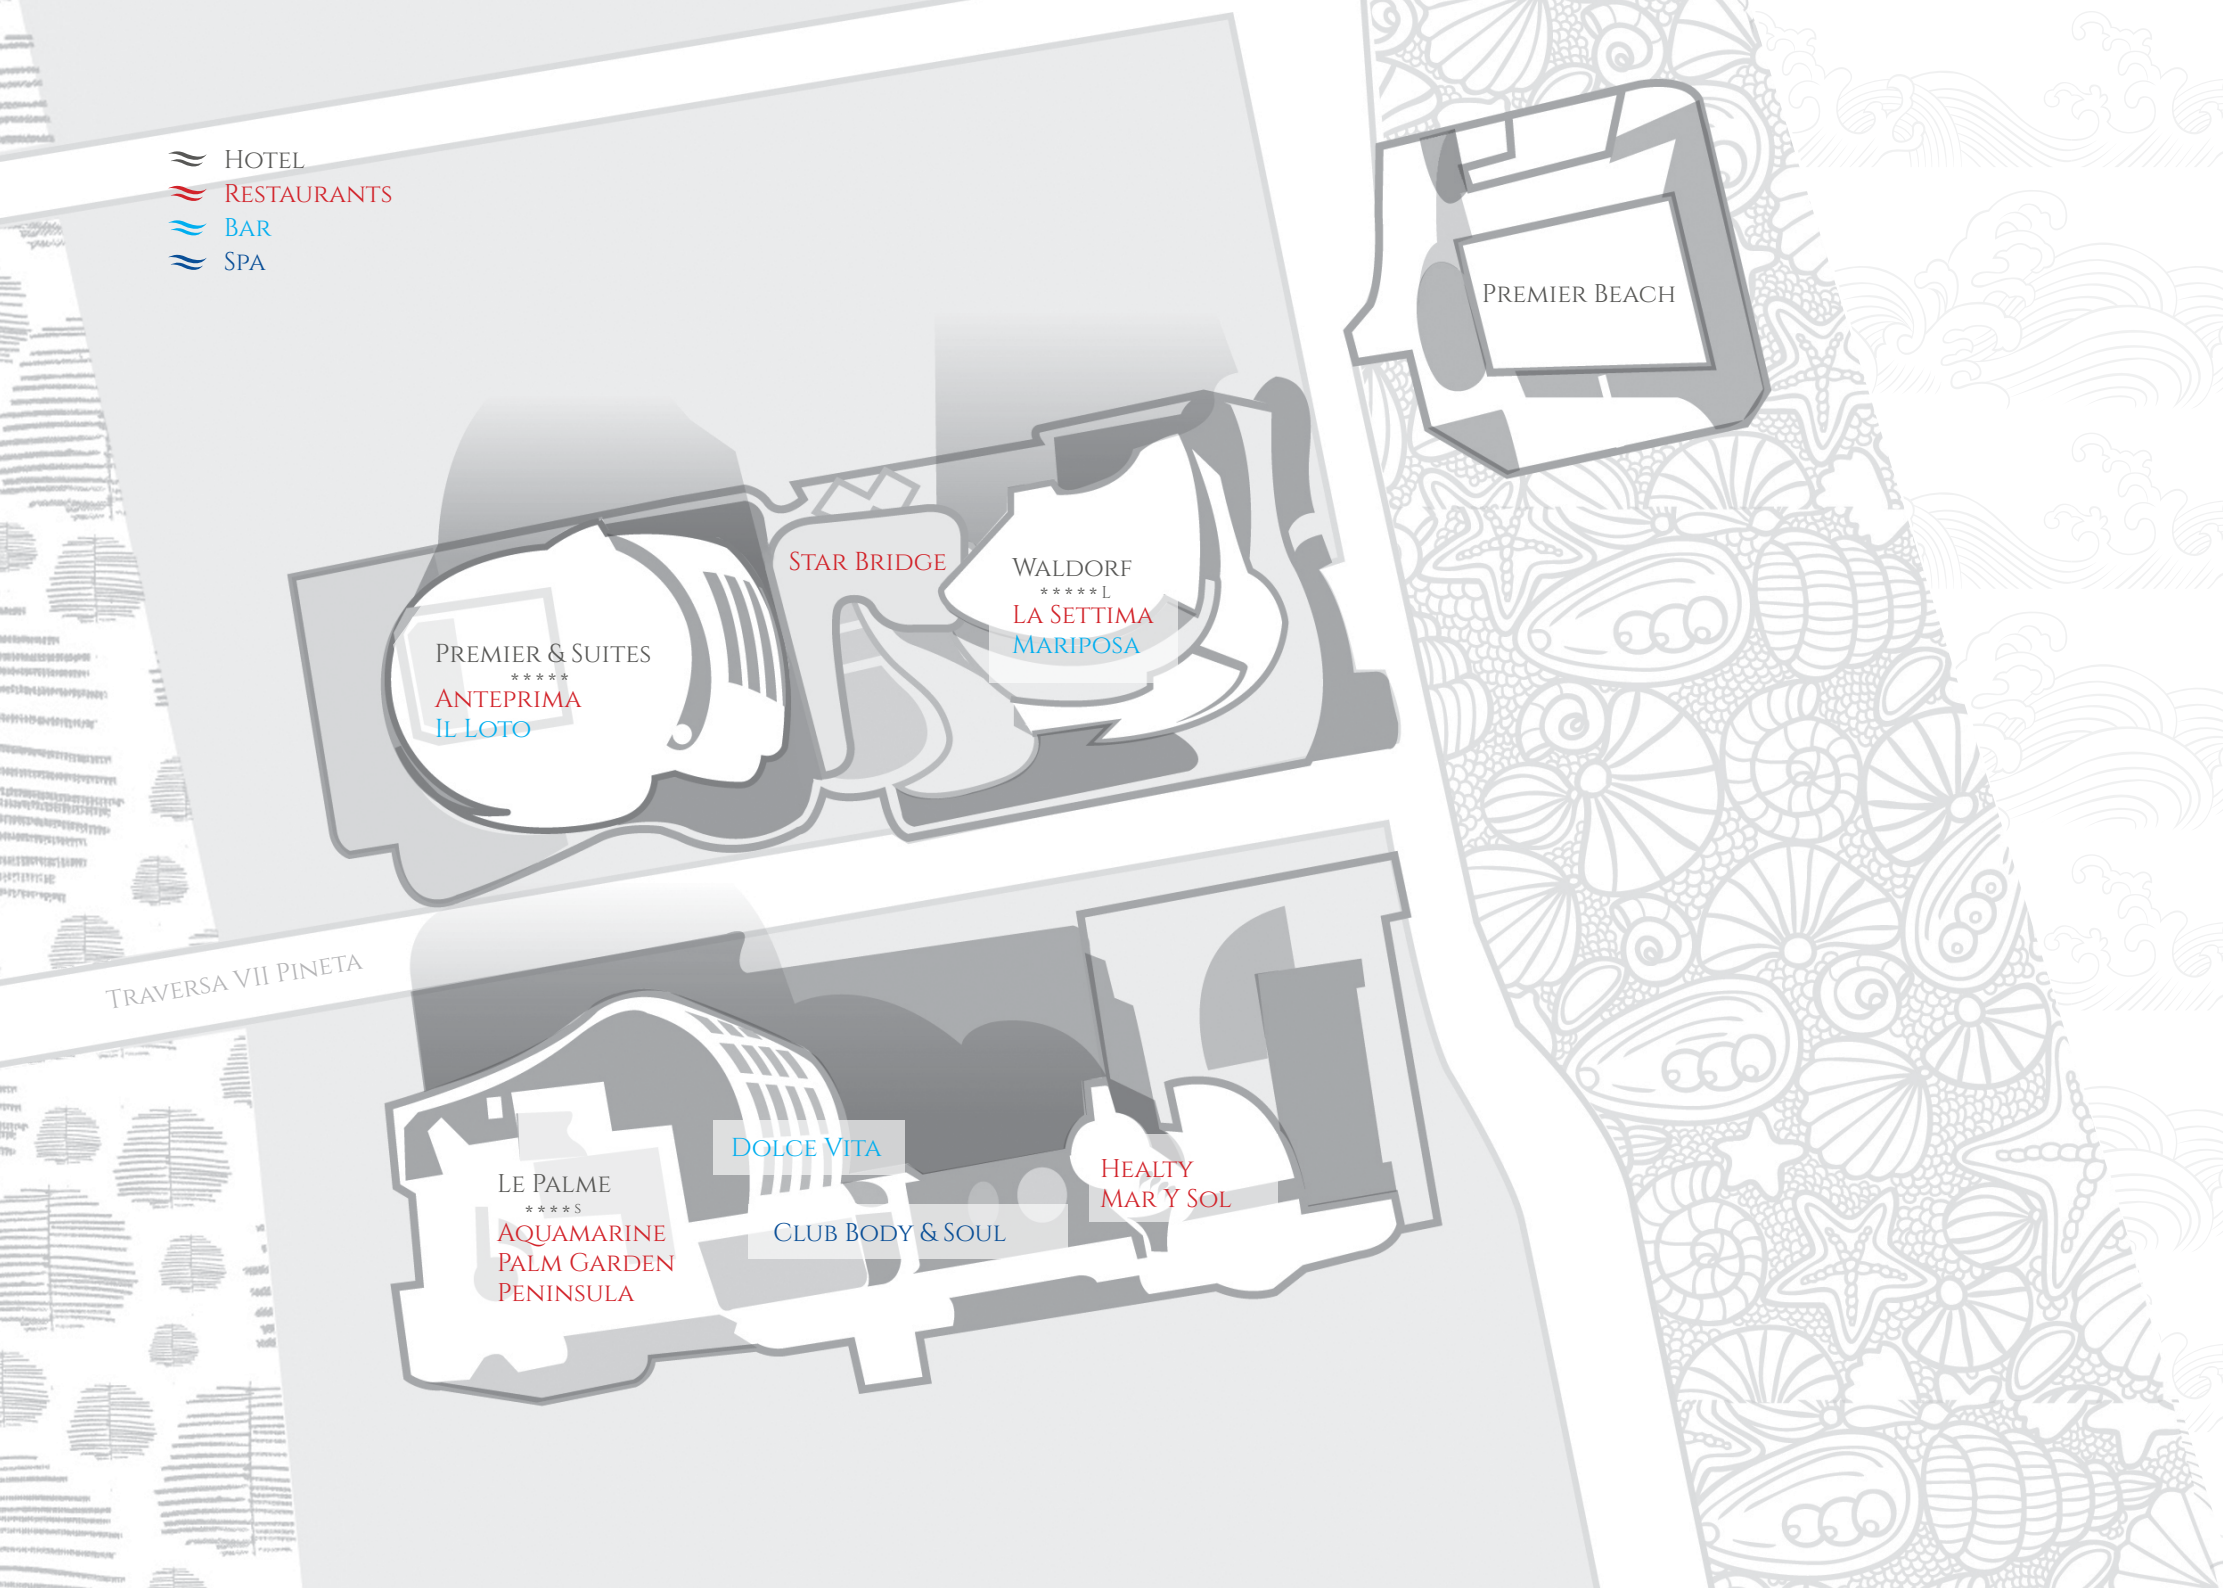 Hotel
Restaurants
Bar
Spa
Premier Beach
Star Bridge
Waldorf
*****L
La Settima
Mariposa
Premier & Suites
*****
Anteprima
Il Loto
Traversa VII Pineta
Dolce Vita
Le Palme
****S
Aquamarine
Palm Garden
Peninsula
Club Body & Soul
Healty
Mar Y Sol